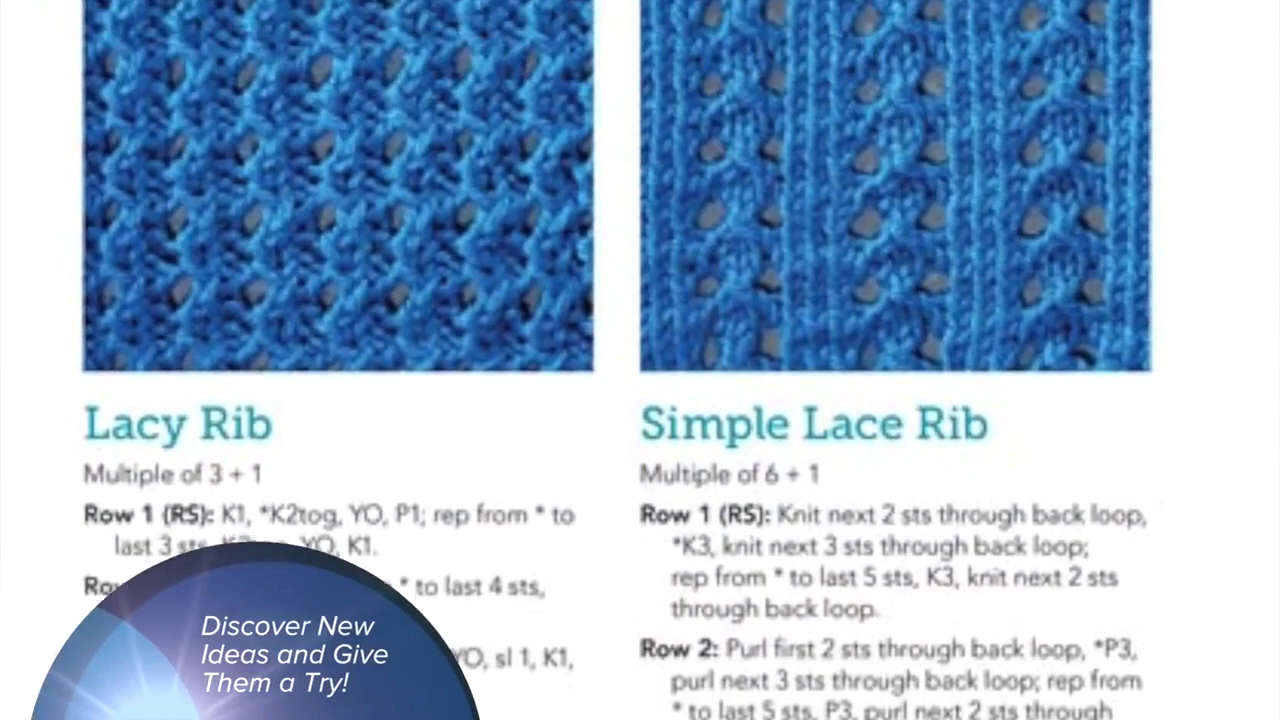 Lacy Rib
Multiple of 3 + 1
Row 1 (RS): K1, *K2tog, YO, P1; rep from * to
last 3 sts, K2tog, YO, K1.
* to last 4 sts,
YO, sl 1, K1,
Simple Lace Rib
Multiple of 6 + 1
Row 1 (RS): Knit next 2 sts through back loop,
*K3, knit next 3 sts through back loop;
rep from * to last 5 sts, K3, knit next 2 sts
through back loop.
Row 2: Purl first 2 sts through back loop, *P3,
purl next 3 sts through back loop; rep from
* to last 5 sts, P3, purl next 2 sts through
Discover New
Ideas and Give
Them a Try!